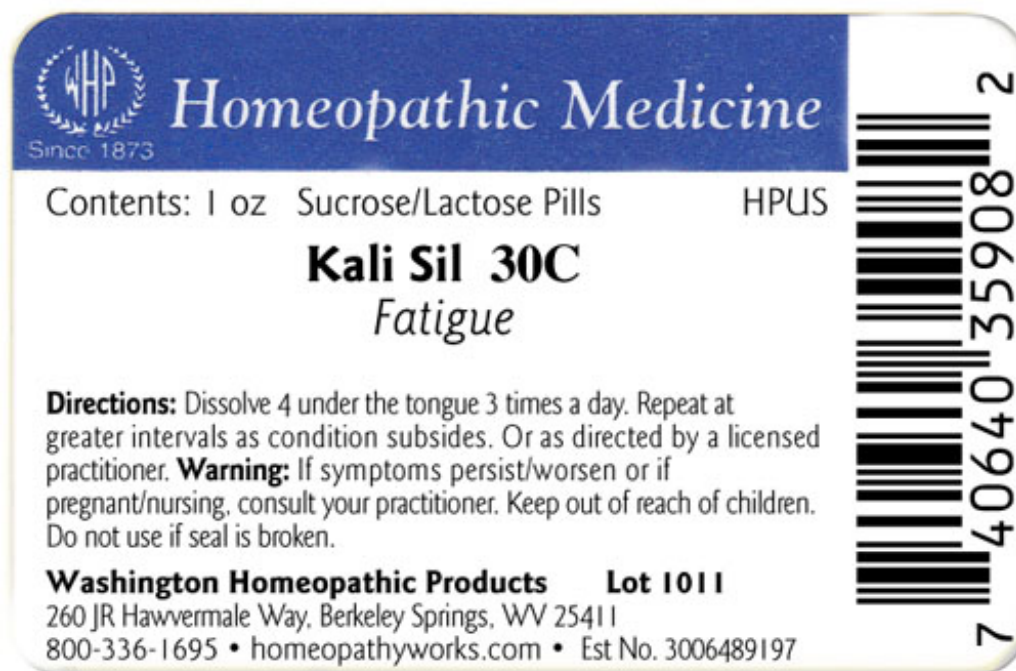 WHP
Since 1873
Homeopathic Medicine
Contents: 1 oz Sucrose/Lactose Pills HPUS
Kali Sil 30C
Fatigue
Directions: Dissolve 4 under the tongue 3 times a day. Repeat at
greater intervals as condition subsides. Or as directed by a licensed
practitioner. Warning: If symptoms persist/worsen or if
pregnant/nursing, consult your practitioner. Keep out of reach of children.
Do not use if seal is broken.
Washington Homeopathic Products Lot 1011
260 JR Hawvermale Way, Berkeley Springs, WV 25411
800-336-1695 • homeopathyworks.com • Est No. 3006489197
7 40640 35908 2